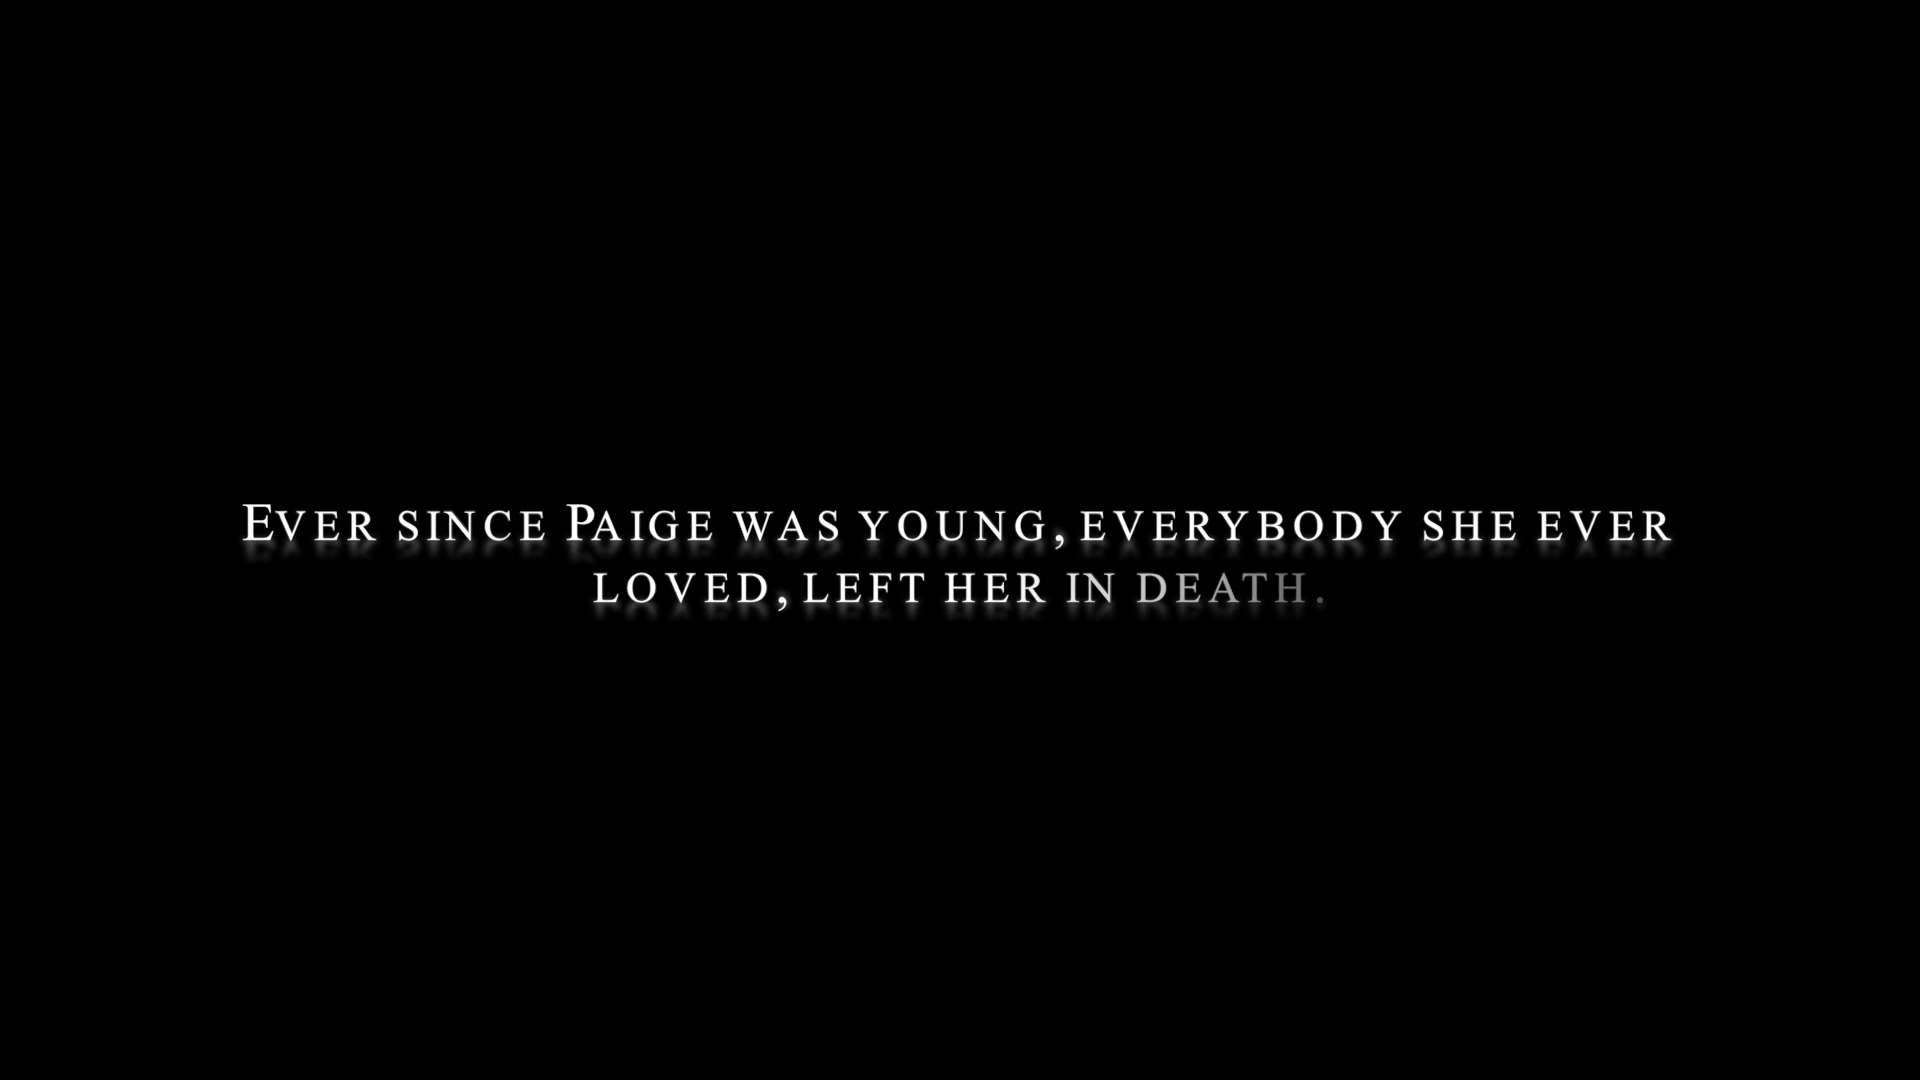 Ever since Paige was young, everybody she ever
loved, left her in death.